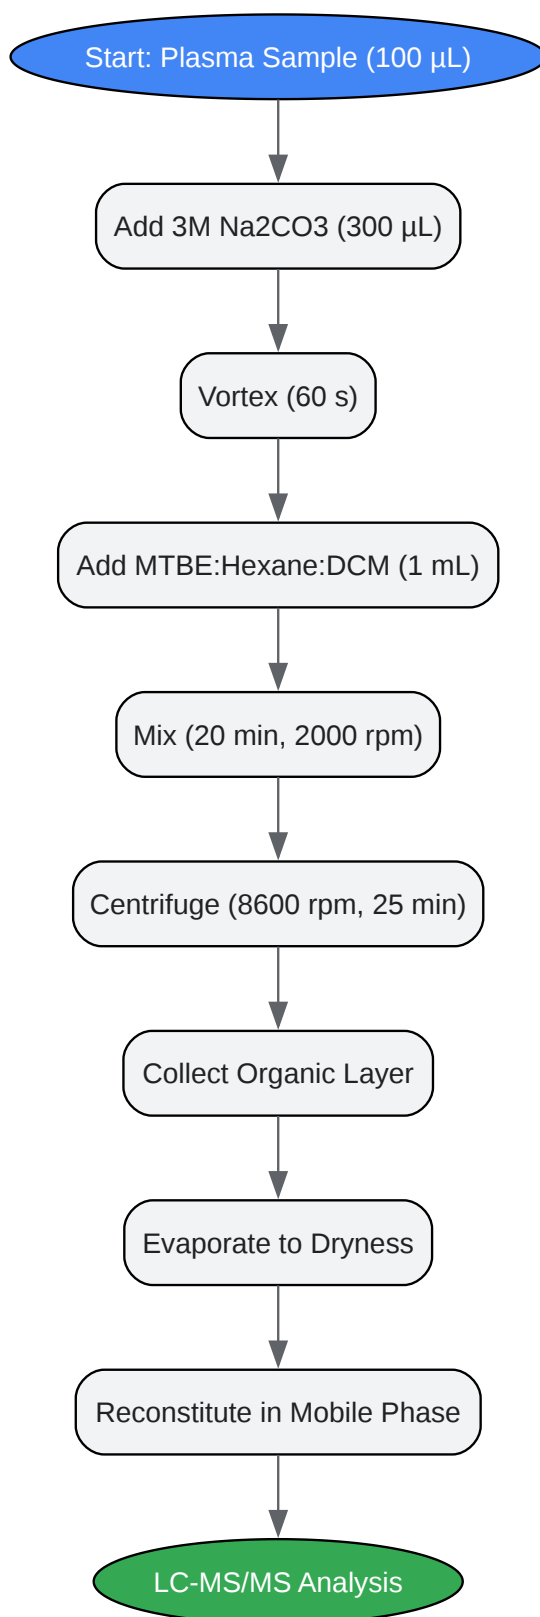 Start: Plasma Sample (100 µL)
Add 3M Na2CO3 (300 µL)
Vortex (60 s)
Add MTBE:Hexane:DCM (1 mL)
Mix (20 min, 2000 rpm)
Centrifuge (8600 rpm, 25 min)
Collect Organic Layer
Evaporate to Dryness
Reconstitute in Mobile Phase
LC-MS/MS Analysis